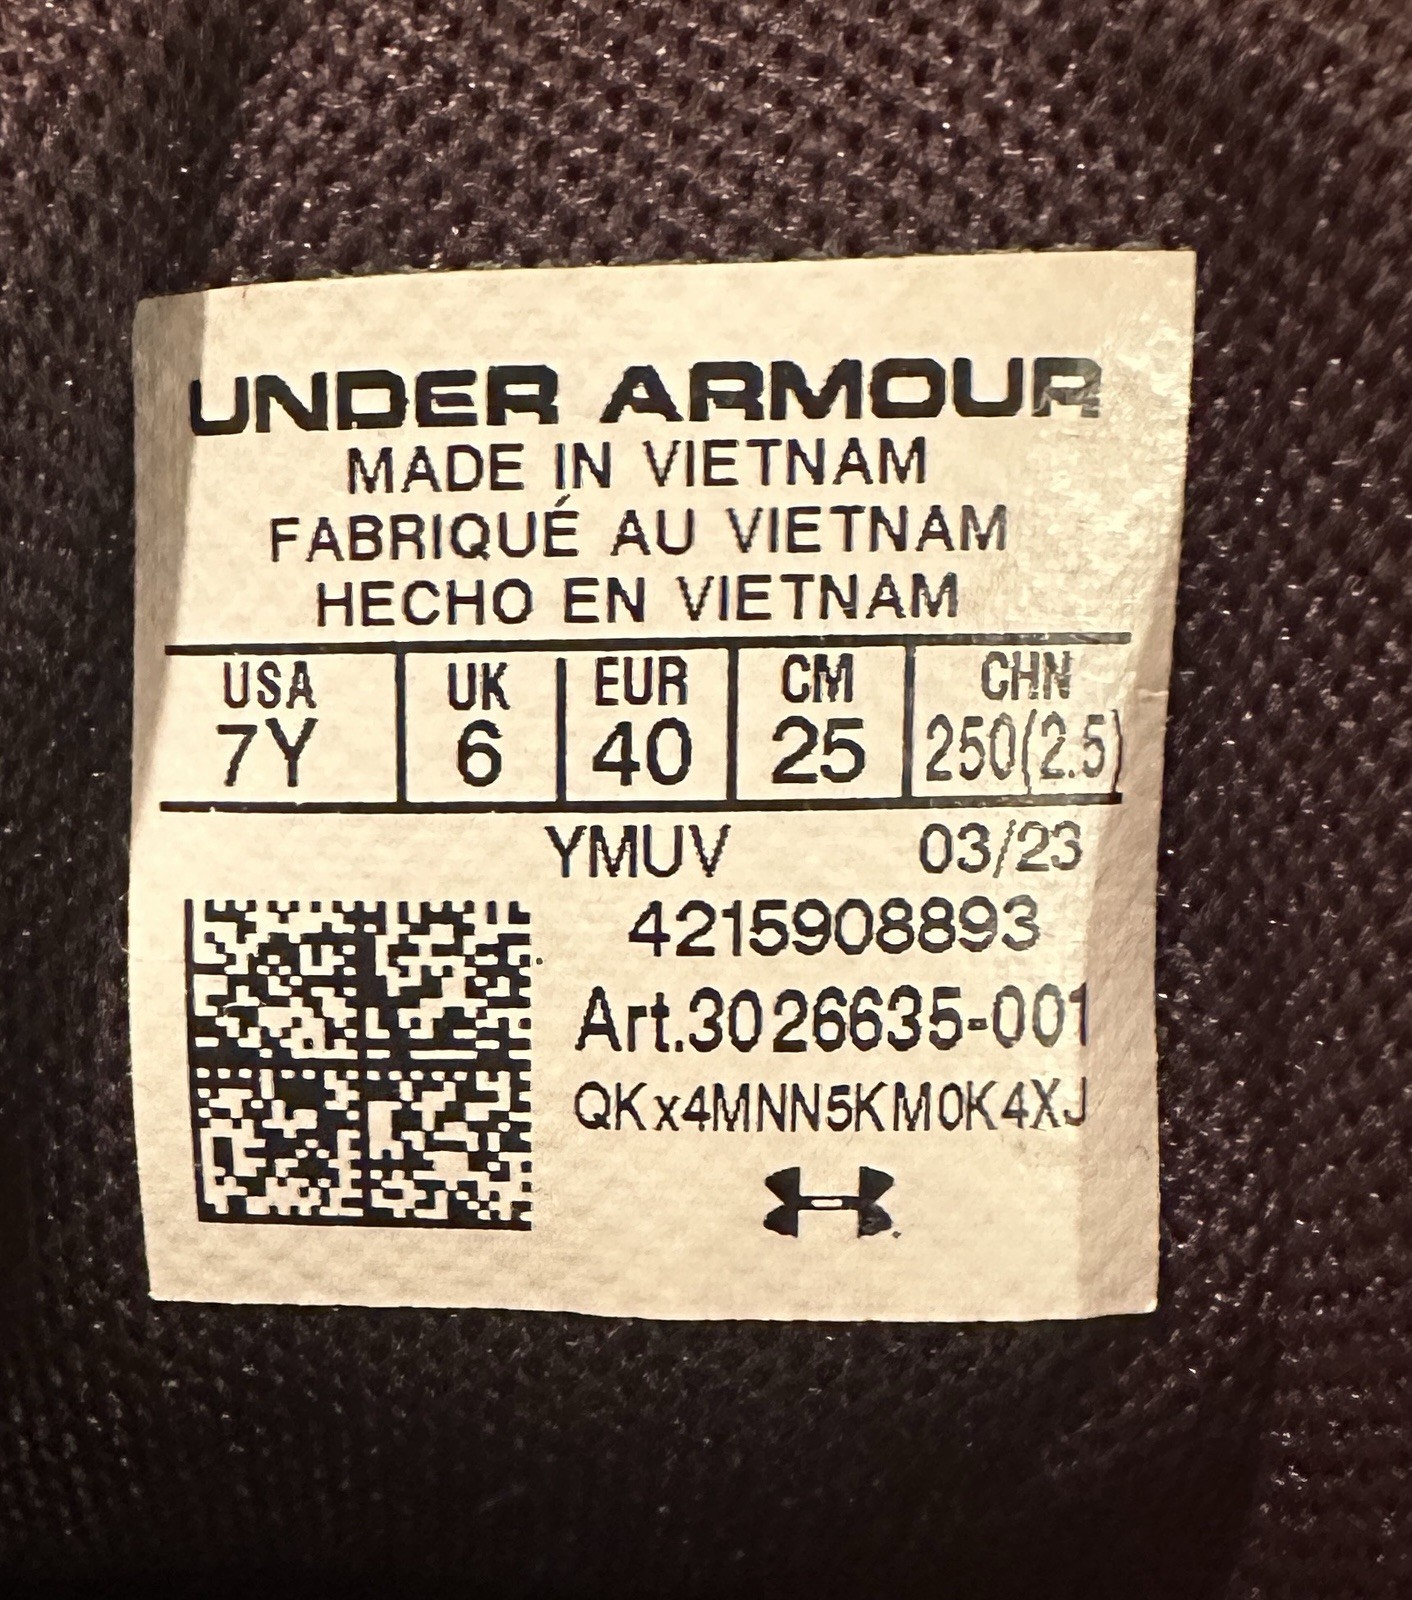 UNDER ARMOUR
MADE IN VIETNAM
FABRIQUÉ AU VIETNAM
HECHO EN VIETNAM
USA UK EUR CM CHN
7Y 6 40 25 250(2.5)
YMUV 03/23
4215908893
Art.3026635-001
QKx4MNN5KM0K4XJ